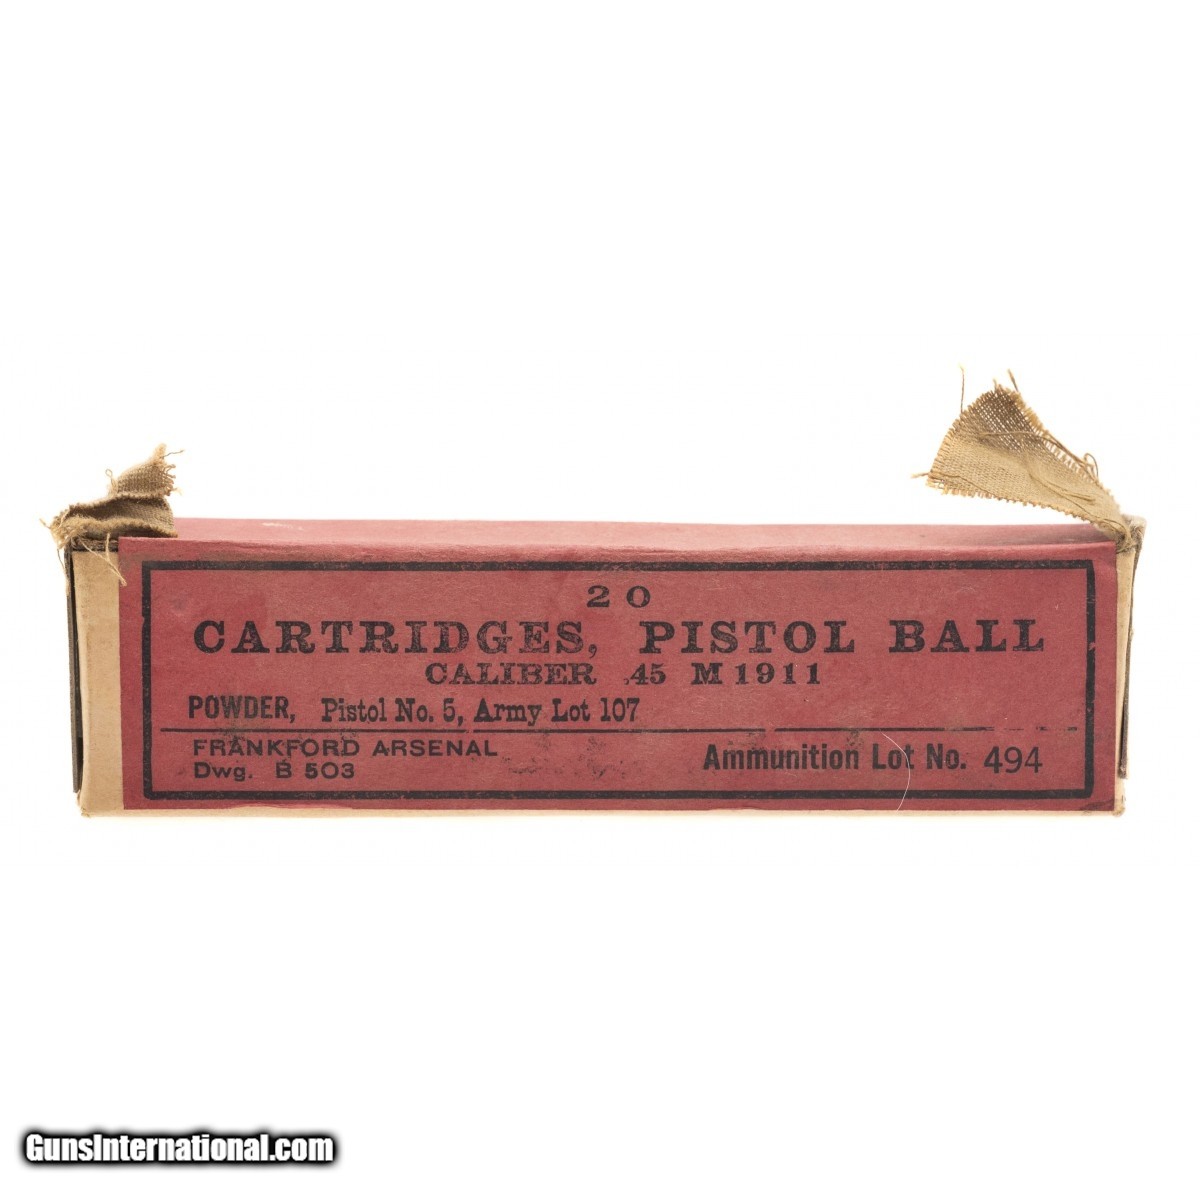 20
CARTRIDGES, PISTOL BALL
CALIBER .45 M1911
POWDER, Pistol No. 5, Army Lot 107
FRANKFORD ARSENAL
Dwg. B 503
Ammunition Lot No. 494
GunsInternational.com